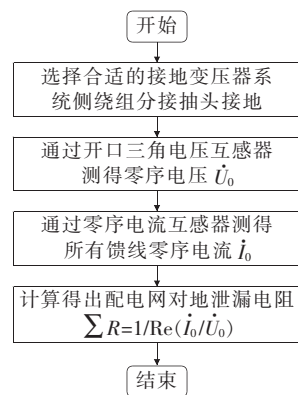 开始
选择合适的接地变压器系
统侧绕组分接抽头接地
通过开口三角电压互感器
测得零序电压 U̇₀
通过零序电流互感器测得
所有馈线零序电流 İ₀
计算得出配电网对地泄漏电阻
∑R=1/Re(İ₀/U̇₀)
结束